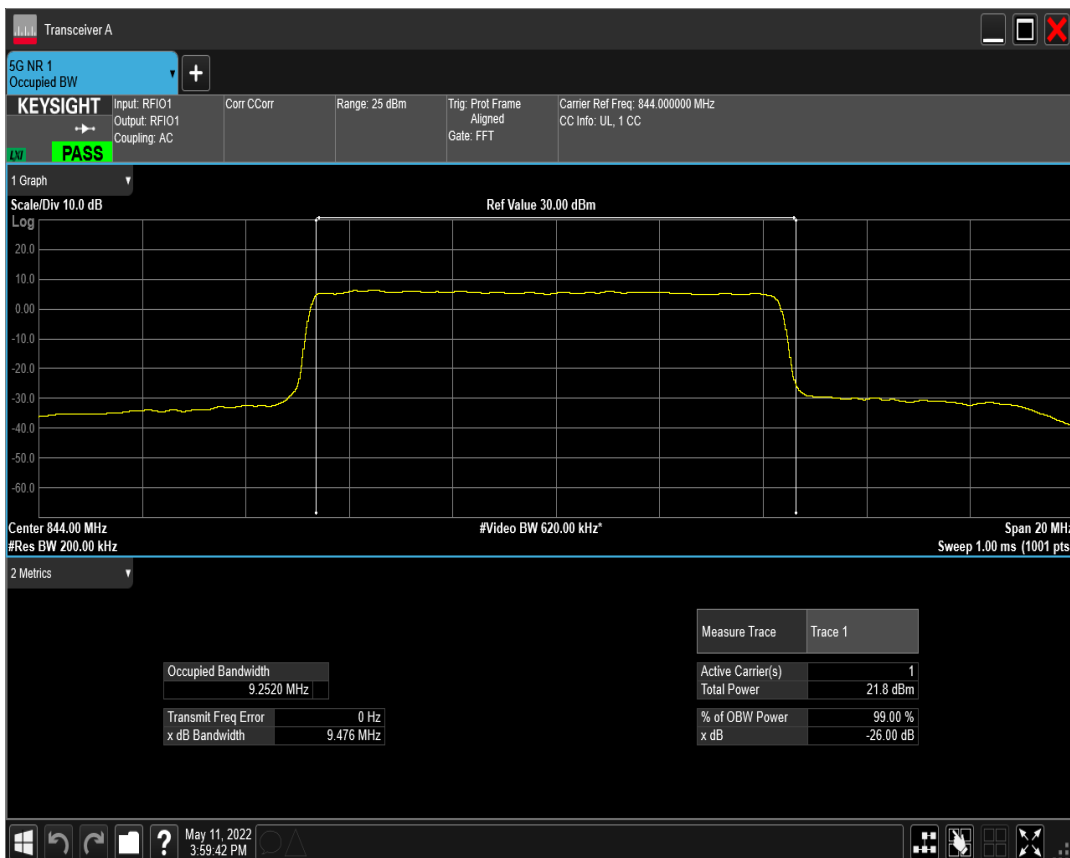 Transceiver A
5G NR 1
Occupied BW
+
KEYSIGHT
LXI
PASS
Input: RFIO1
Output: RFIO1
Coupling: AC
Corr CCorr
Range: 25 dBm
Trig: Prot Frame
Aligned
Gate: FFT
Carrier Ref Freq: 844.000000 MHz
CC Info: UL, 1 CC
1 Graph
Scale/Div 10.0 dB
Ref Value 30.00 dBm
Log
20.0
10.0
0.00
-10.0
-20.0
-30.0
-40.0
-50.0
-60.0
Center 844.00 MHz
#Video BW 620.00 kHz*
Span 20 MHz
#Res BW 200.00 kHz
Sweep 1.00 ms (1001 pts
2 Metrics
Measure Trace Trace 1
Occupied Bandwidth
9.2520 MHz
Active Carrier(s) 1
Total Power 21.8 dBm
Transmit Freq Error 0 Hz
x dB Bandwidth 9.476 MHz
% of OBW Power 99.00 %
x dB -26.00 dB
?
May 11, 2022
3:59:42 PM